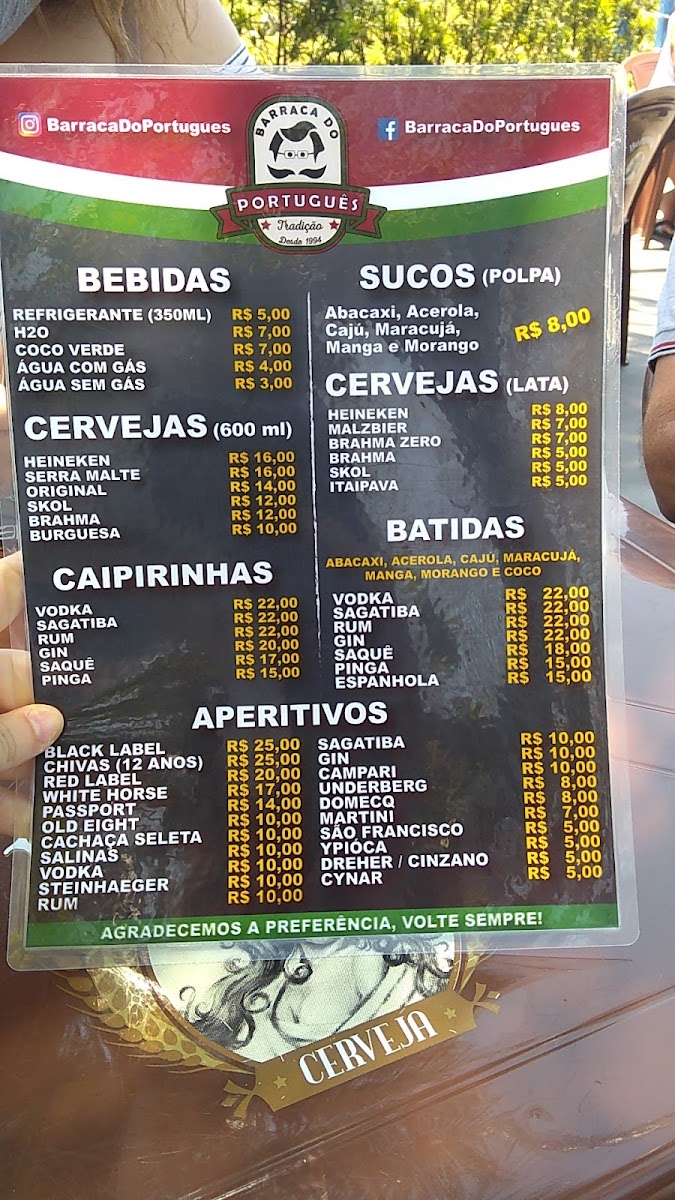 BarracaDoPortugues
BARRACA DO
PORTUGUÊS
Tradição
Desde 1994
BarracaDoPortugues
BEBIDAS
REFRIGERANTE (350ML) R$ 5,00
H2O R$ 7,00
COCO VERDE R$ 7,00
ÁGUA COM GÁS R$ 4,00
ÁGUA SEM GÁS R$ 3,00
CERVEJAS (600 ml)
HEINEKEN R$ 16,00
SERRA MALTE R$ 16,00
ORIGINAL R$ 14,00
SKOL R$ 12,00
BRAHMA R$ 12,00
BURGUESA R$ 10,00
CAIPIRINHAS
VODKA R$ 22,00
SAGATIBA R$ 22,00
RUM R$ 22,00
GIN R$ 20,00
SAQUÊ R$ 17,00
PINGA R$ 15,00
SUCOS (POLPA)
Abacaxi, Acerola,
Cajú, Maracujá, R$ 8,00
Manga e Morango
CERVEJAS (LATA)
HEINEKEN R$ 8,00
MALZBIER R$ 7,00
BRAHMA ZERO R$ 7,00
BRAHMA R$ 5,00
SKOL R$ 5,00
ITAIPAVA R$ 5,00
BATIDAS
ABACAXI, ACEROLA, CAJÚ, MARACUJÁ,
MANGA, MORANGO E COCO
VODKA R$ 22,00
SAGATIBA R$ 22,00
RUM R$ 22,00
GIN R$ 22,00
SAQUÊ R$ 18,00
PINGA R$ 15,00
ESPANHOLA R$ 15,00
APERITIVOS
BLACK LABEL R$ 25,00
CHIVAS (12 ANOS) R$ 25,00
RED LABEL R$ 20,00
WHITE HORSE R$ 17,00
PASSPORT R$ 14,00
OLD EIGHT R$ 10,00
CACHAÇA SELETA R$ 10,00
SALINAS R$ 10,00
VODKA R$ 10,00
STEINHAEGER R$ 10,00
RUM R$ 10,00
SAGATIBA R$ 10,00
GIN R$ 10,00
CAMPARI R$ 10,00
UNDERBERG R$ 8,00
DOMECQ R$ 8,00
MARTINI R$ 7,00
SÃO FRANCISCO R$ 5,00
YPIÓCA R$ 5,00
DREHER / CINZANO R$ 5,00
CYNAR R$ 5,00
AGRADECEMOS A PREFERÊNCIA, VOLTE SEMPRE!
CERVEJA